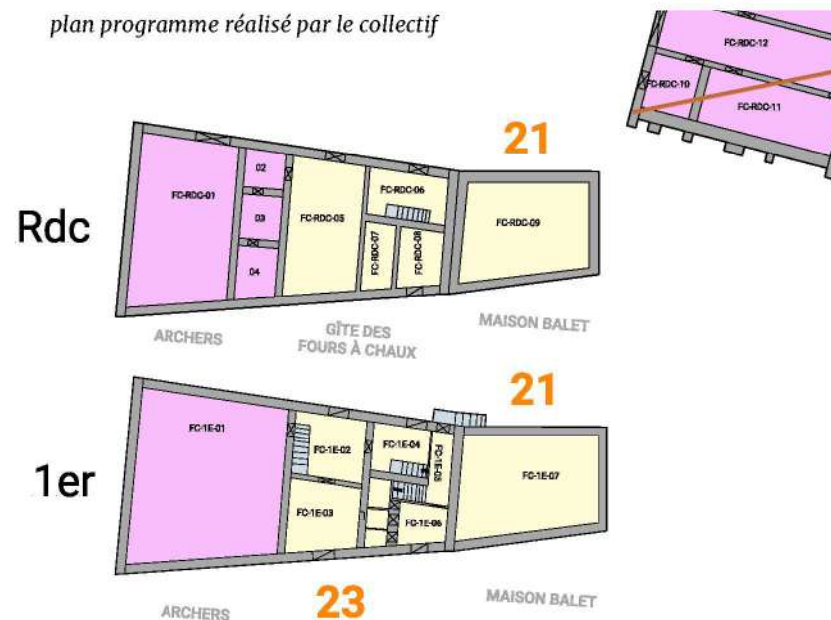 plan programme réalisé par le collectif
FC-RDC-12
FC-RDC-10
FC-RDC-11
21
Rdc
FC-RDC-01
02
03
04
FC-RDC-05
FC-RDC-06
FC-RDC-07
FC-RDC-08
FC-RDC-09
ARCHERS
GÎTE DES
FOURS À CHAUX
MAISON BALET
21
1er
FC-1E-01
FC-1E-02
FC-1E-03
FC-1E-04
FC-1E-05
FC-1E-06
FC-1E-07
ARCHERS
23
MAISON BALET